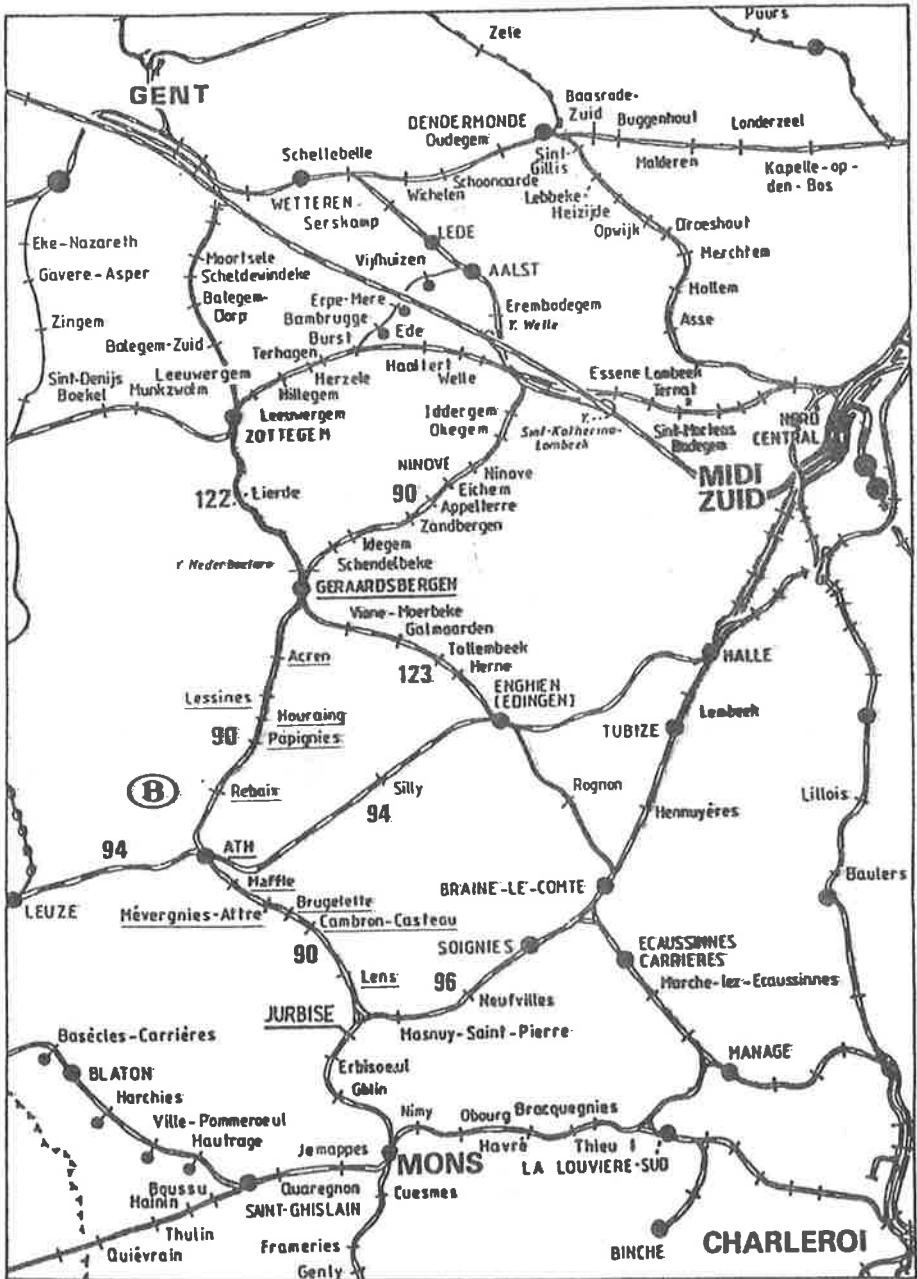 Puurs
Zele
GENT
Baasrade-
Zuid
DENDERMONDE
Oudegem
Buggenhout
Londerzeel
Schellebelle
Sint-
Gillis
Malderen
Kapelle-op-
den-Bos
Schoonaarde
Wichelen
WETTEREN
Serskamp
Lebbeke-
Heizijde
Opwijk
Droeshout
LEDE
Eke-Nazareth
Moortsele
Scheldewindeke
Vijfhuizen
AALST
Merchtem
Gavere-Asper
Balegem-
Dorp
Erpe-Mere
Bambrugge
Erembodegem
Y. Welle
Mollem
Zingem
Ede
Burst
Asse
Balegem-Zuid
Terhagen
Haaltert
Welle
Essene Lombeek
Ternat
Sint-Denijs
Boekel
Munkzwalm
Leeuwergem
Herzele
Hillegem
Leeuwergem
ZOTTEGEM
Iddergem
Okegem
Y. ...
Sint-Katherina-
Lombeek
Sint-Martens
Bodegem
NORD
CENTRAL
MIDI
ZUID
NINOVE
Ninove
Eichem
Appelterre
Zandbergen
90
122
Lierde
Idegem
Schendelbeke
GERAARDSBERGEN
Viane-Moerbeke
Galmaarden
Tollembeek
Herne
123
Acren
HALLE
ENGHIEN
(EDINGEN)
Lessines
Houraing
Papignies
90
TUBIZE
Lembeek
B
Rebaix
Silly
Rognon
94
Hennuyères
Lillois
94
ATH
Maffle
LEUZE
Mévergnies-Attre
Brugelette
Cambron-Casteau
BRAINE-LE-COMTE
Baulers
90
SOIGNIES
ECAUSSINNES
CARRIERES
Lens
96
Neufvilles
Marche-lez-Ecaussinnes
JURBISE
Masnuy-Saint-Pierre
Basècles-Carrières
Erbisoeul
MANAGE
BLATON
Ghlin
Harchies
Ville-Pommeroeul
Hautrage
Nimy
Obourg
Bracquegnies
Havré
Thieu
Jemappes
MONS
LA LOUVIERE-SUD
Boussu
Hainin
Quaregnon
SAINT-GHISLAIN
Cuesmes
Thulin
Quiévrain
Frameries
Genly
BINCHE
CHARLEROI